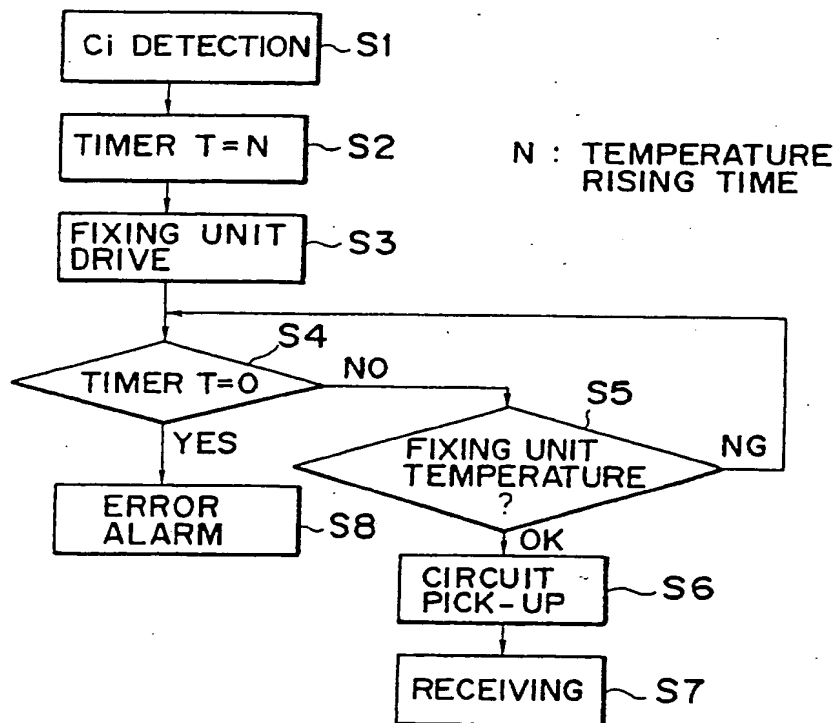 Ci DETECTION
S1
TIMER T=N
S2
N : TEMPERATURE
RISING TIME
FIXING UNIT
DRIVE
S3
S4
TIMER T=O
NO
YES
S5
FIXING UNIT
TEMPERATURE
?
NG
ERROR
ALARM
S8
OK
CIRCUIT
PICK-UP
S6
RECEIVING
S7